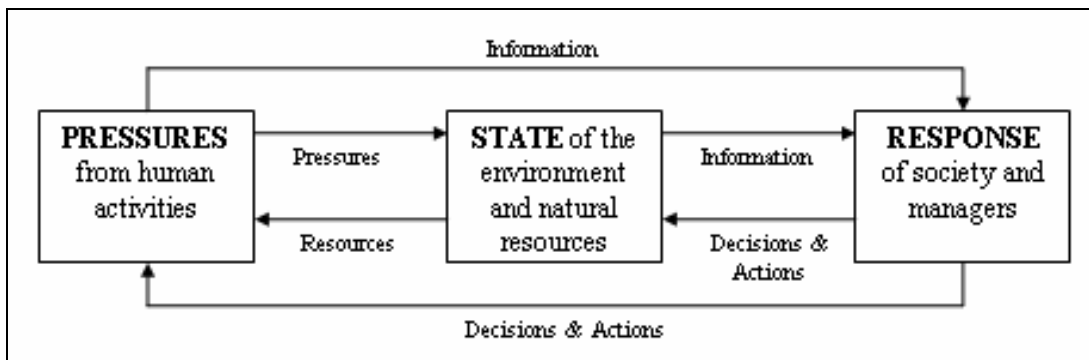 Information
PRESSURES
from human
activities
Pressures
Resources
STATE of the
environment
and natural
resources
Information
Decisions &
Actions
RESPONSE
of society and
managers
Decisions & Actions